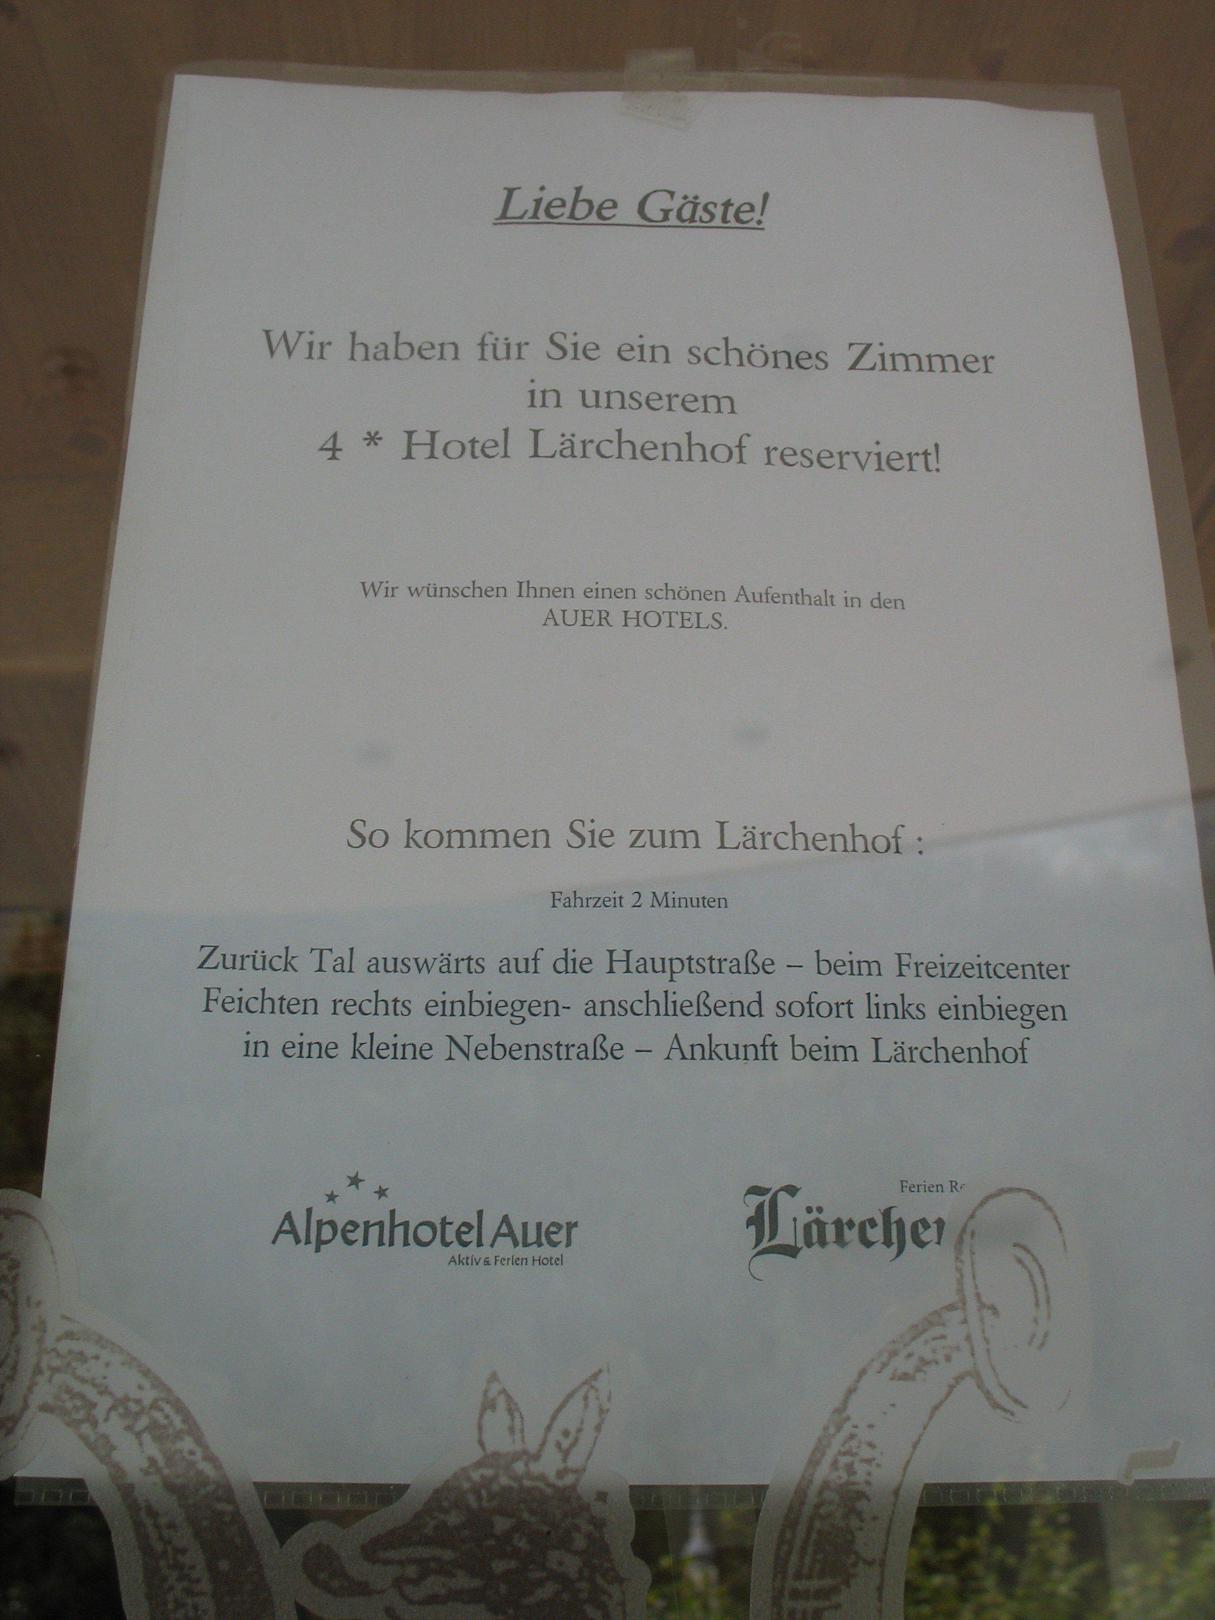 Liebe Gäste!
Wir haben für Sie ein schönes Zimmer
in unserem
4 * Hotel Lärchenhof reserviert!
Wir wünschen Ihnen einen schönen Aufenthalt in den
AUER HOTELS.
So kommen Sie zum Lärchenhof :
Fahrzeit 2 Minuten
Zurück Tal auswärts auf die Hauptstraße – beim Freizeitcenter
Feichten rechts einbiegen- anschließend sofort links einbiegen
in eine kleine Nebenstraße – Ankunft beim Lärchenhof
Alpenhotel Auer
Aktiv & Ferien Hotel
Ferien